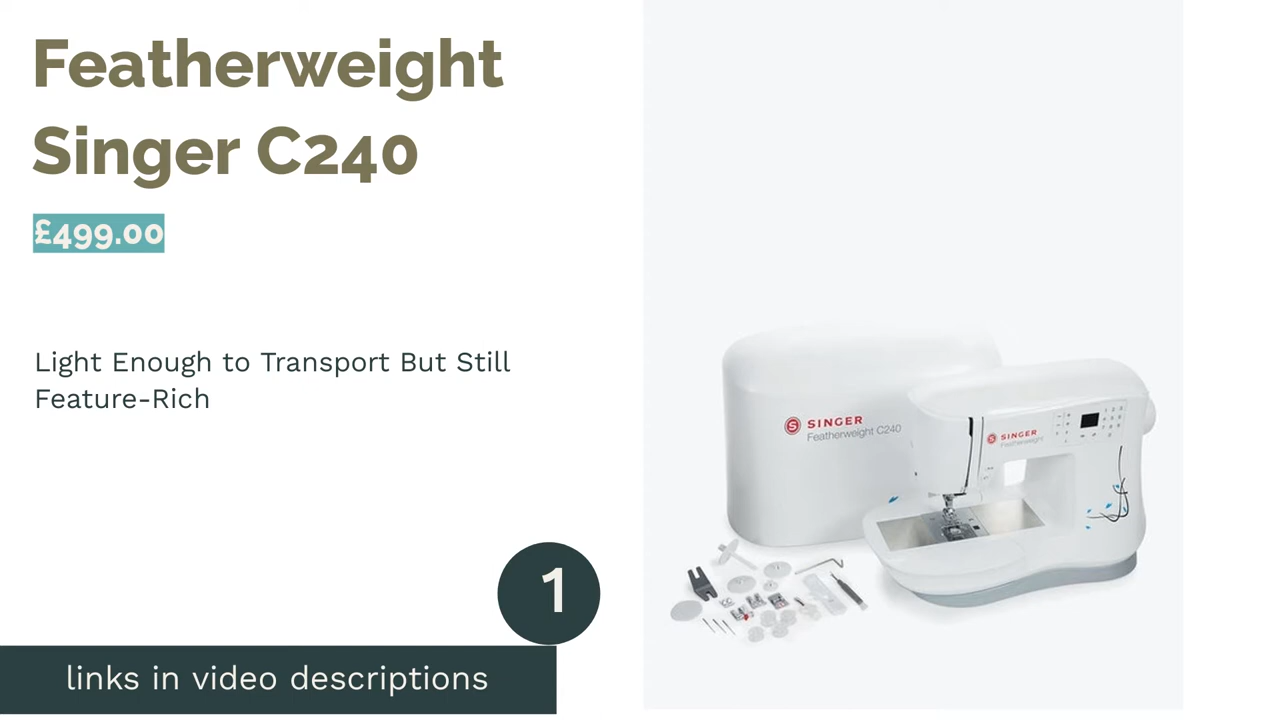 Featherweight
Singer C240
£499.00
Light Enough to Transport But Still
Feature-Rich
1
links in video descriptions
SINGER
Featherweight C240
SINGER
Featherweight